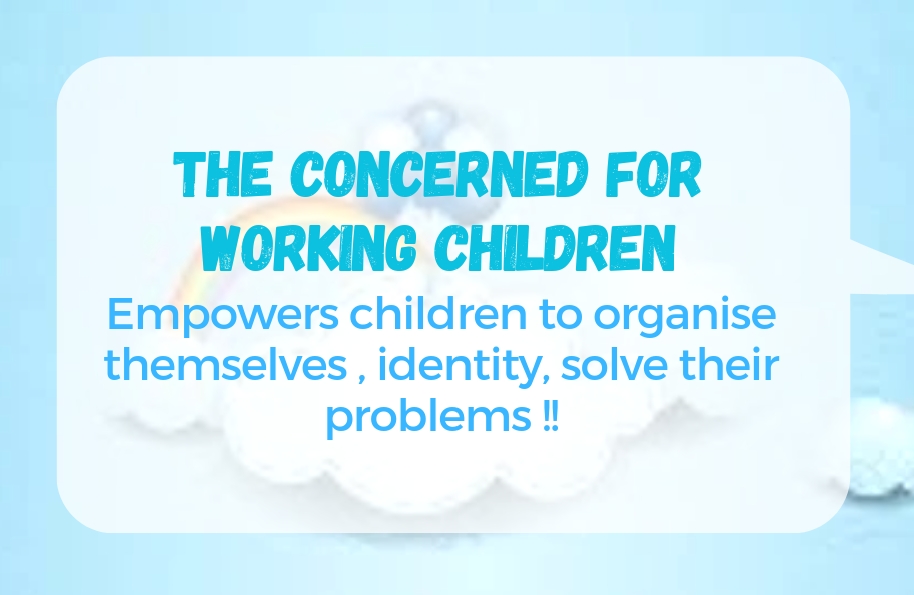 THE CONCERNED FOR
WORKING CHILDREN
Empowers children to organise
themselves , identity, solve their
problems !!